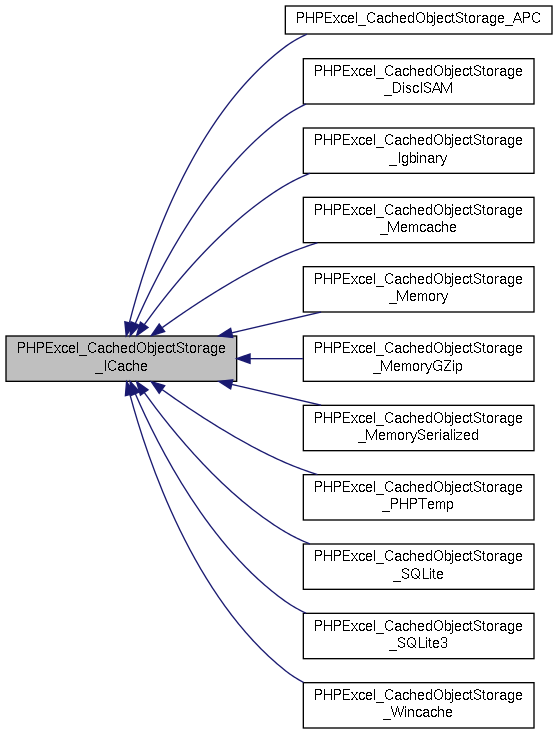 PHPExcel_CachedObjectStorage_APC
PHPExcel_CachedObjectStorage
_DiscISAM
PHPExcel_CachedObjectStorage
_Igbinary
PHPExcel_CachedObjectStorage
_Memcache
PHPExcel_CachedObjectStorage
_Memory
PHPExcel_CachedObjectStorage
_ICache
PHPExcel_CachedObjectStorage
_MemoryGZip
PHPExcel_CachedObjectStorage
_MemorySerialized
PHPExcel_CachedObjectStorage
_PHPTemp
PHPExcel_CachedObjectStorage
_SQLite
PHPExcel_CachedObjectStorage
_SQLite3
PHPExcel_CachedObjectStorage
_Wincache